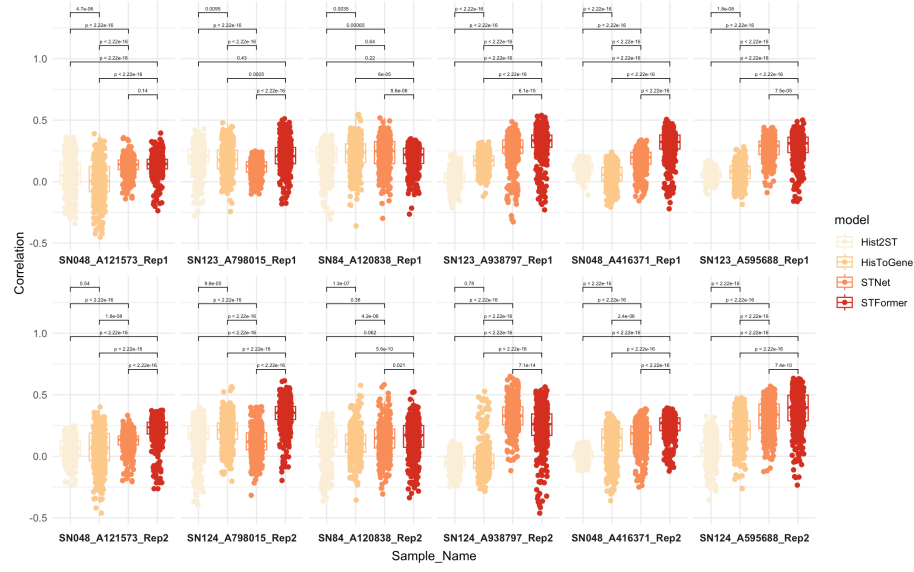 4.7e-06 0.0095 0.0035 p < 2.22e-16 p < 2.22e-16 1.8e-08
p < 2.22e-16 p < 2.22e-16 0.00065 p < 2.22e-16 p < 2.22e-16 p < 2.22e-16
p < 2.22e-16 p < 2.22e-16 0.64 p < 2.22e-16 p < 2.22e-16 p < 2.22e-16
1.0
p < 2.22e-16 0.43 0.22 p < 2.22e-16 p < 2.22e-16 p < 2.22e-16
p < 2.22e-16 0.0005 6e-05 p < 2.22e-16 p < 2.22e-16 p < 2.22e-16
0.14 p < 2.22e-16 8.6e-06 6.1e-15 p < 2.22e-16 7.5e-05
0.5
0.0
-0.5
SN048_A121573_Rep1 SN123_A798015_Rep1 SN84_A120838_Rep1 SN123_A938797_Rep1 SN048_A416371_Rep1 SN123_A595688_Rep1
Correlation
0.54 9.8e-05 1.3e-07 0.78 p < 2.22e-16 p < 2.22e-16
p < 2.22e-16 p < 2.22e-16 0.38 p < 2.22e-16 p < 2.22e-16 p < 2.22e-16
1.8e-08 p < 2.22e-16 4.2e-06 p < 2.22e-16 2.4e-06 p < 2.22e-16
1.0
p < 2.22e-16 p < 2.22e-16 0.062 p < 2.22e-16 p < 2.22e-16 p < 2.22e-16
p < 2.22e-16 p < 2.22e-16 5.6e-10 p < 2.22e-16 p < 2.22e-16 p < 2.22e-16
p < 2.22e-16 p < 2.22e-16 0.021 7.1e-14 p < 2.22e-16 7.4e-10
0.5
0.0
-0.5
SN048_A121573_Rep2 SN124_A798015_Rep2 SN84_A120838_Rep2 SN124_A938797_Rep2 SN048_A416371_Rep2 SN124_A595688_Rep2
Sample_Name
model
Hist2ST
HisToGene
STNet
STFormer